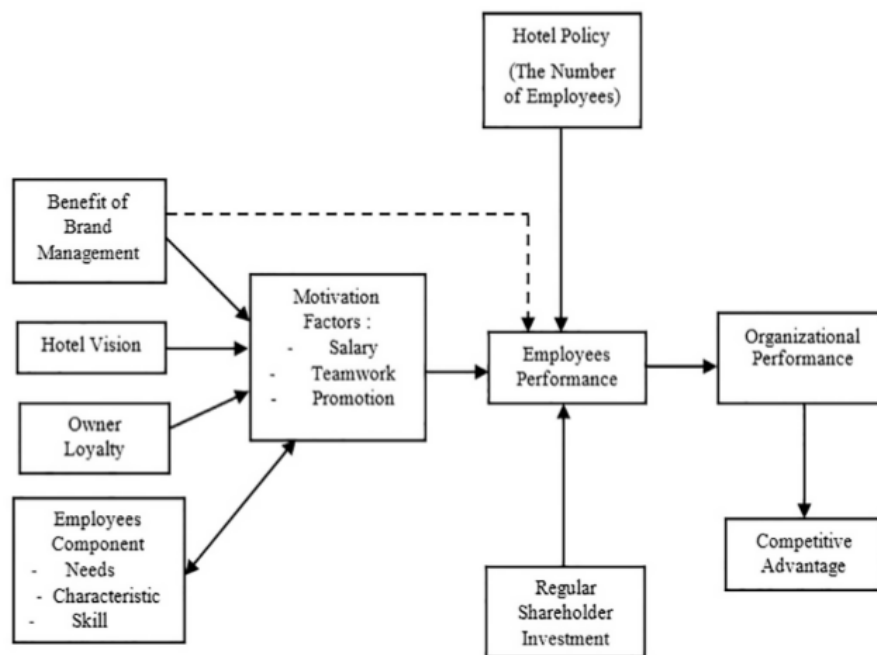 Hotel Policy
(The Number
of Employees)
Benefit of
Brand
Management
Hotel Vision
Owner
Loyalty
Employees
Component
- Needs
- Characteristic
- Skill
Motivation
Factors :
- Salary
- Teamwork
- Promotion
Employees
Performance
Regular
Shareholder
Investment
Organizational
Performance
Competitive
Advantage